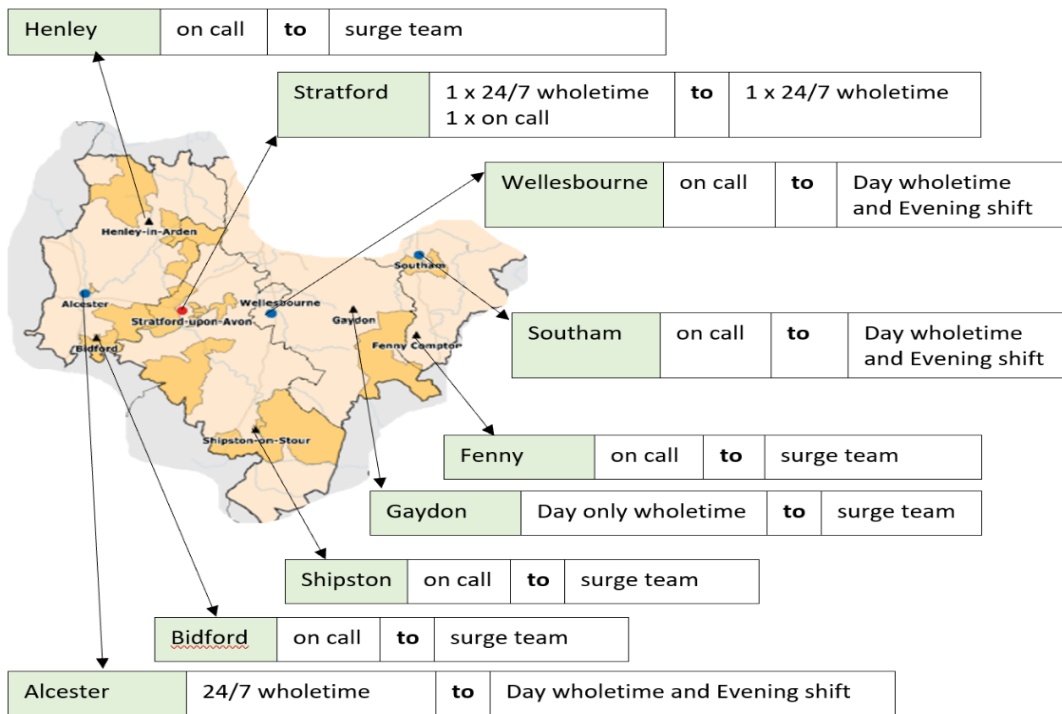 Henley on call to surge team
Stratford 1 x 24/7 wholetime to 1 x 24/7 wholetime
1 x on call
Wellesbourne on call to Day wholetime
and Evening shift
Henley-in-Arden
Southam
Alcester
Wellesbourne
Stratford-upon-Avon
Gaydon
Bidford
Fenny Compton
Southam on call to Day wholetime
and Evening shift
Shipston-on-Stour
Fenny on call to surge team
Gaydon Day only wholetime to surge team
Shipston on call to surge team
Bidford on call to surge team
Alcester 24/7 wholetime to Day wholetime and Evening shift